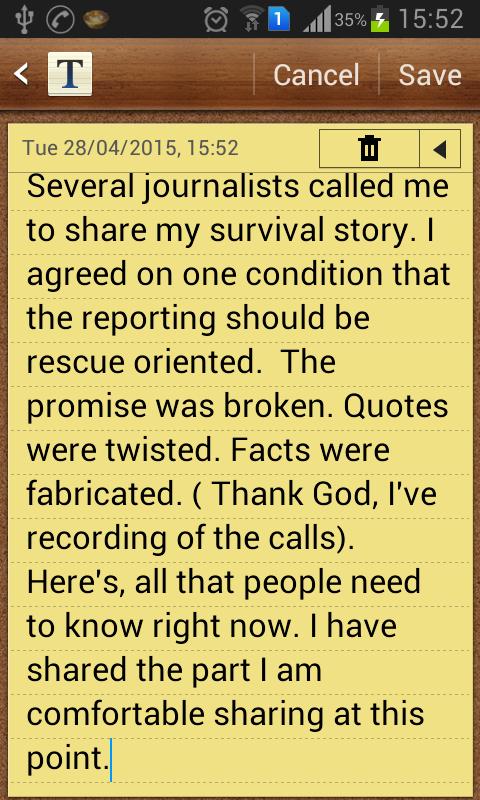 35% 15:52
T Cancel Save
Tue 28/04/2015, 15:52
Several journalists called me
to share my survival story. I
agreed on one condition that
the reporting should be
rescue oriented.  The
promise was broken. Quotes
were twisted. Facts were
fabricated. ( Thank God, I've
recording of the calls).
Here's, all that people need
to know right now. I have
shared the part I am
comfortable sharing at this
point.